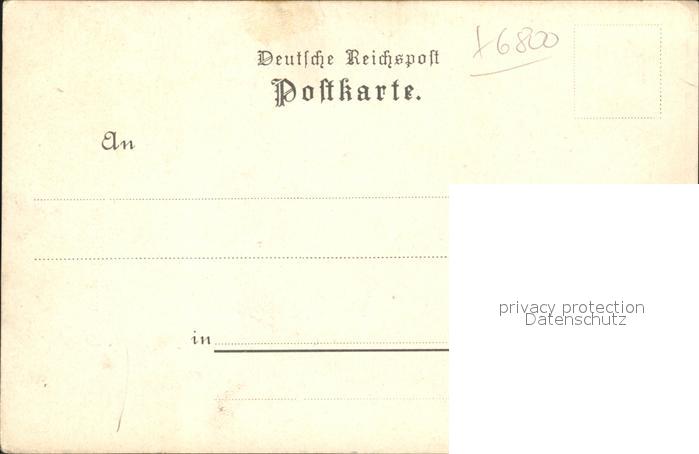 Deutsche Reichspost
6800
Postkarte.
An
in
privacy protection
Datenschutz